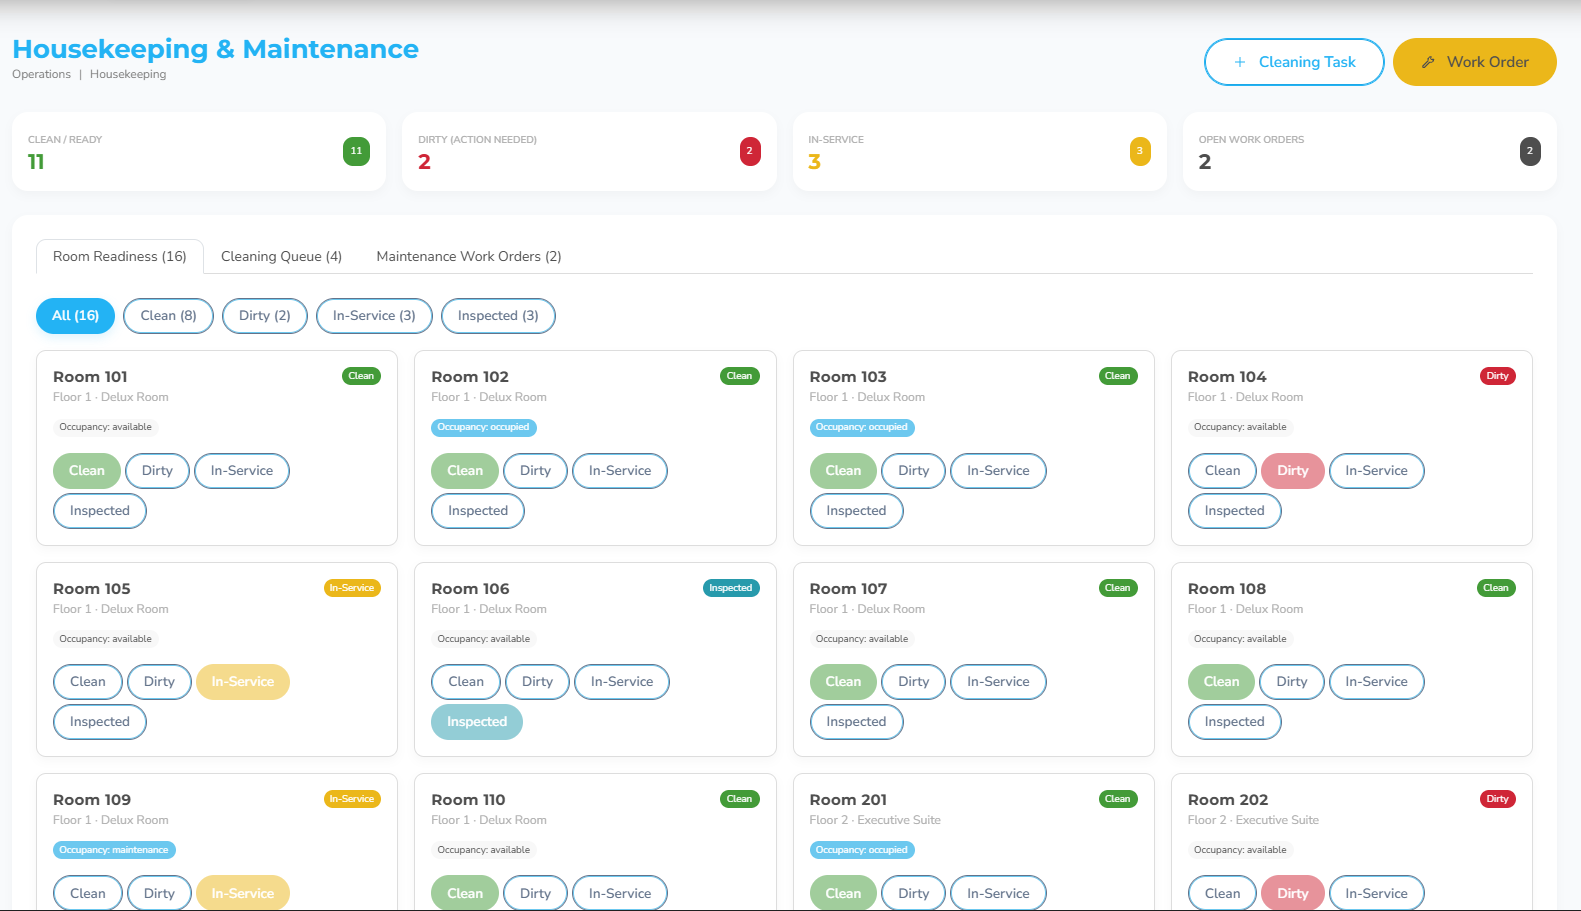 Housekeeping & Maintenance
Operations | Housekeeping
+ Cleaning Task
Work Order
CLEAN / READY
11
11
DIRTY (ACTION NEEDED)
2
2
IN-SERVICE
3
3
OPEN WORK ORDERS
2
2
Room Readiness (16) Cleaning Queue (4) Maintenance Work Orders (2)
All (16) Clean (8) Dirty (2) In-Service (3) Inspected (3)
Room 101 Clean
Floor 1 · Delux Room
Occupancy: available
Clean Dirty In-Service
Inspected
Room 102 Clean
Floor 1 · Delux Room
Occupancy: occupied
Clean Dirty In-Service
Inspected
Room 103 Clean
Floor 1 · Delux Room
Occupancy: occupied
Clean Dirty In-Service
Inspected
Room 104 Dirty
Floor 1 · Delux Room
Occupancy: available
Clean Dirty In-Service
Inspected
Room 105 In-Service
Floor 1 · Delux Room
Occupancy: available
Clean Dirty In-Service
Inspected
Room 106 Inspected
Floor 1 · Delux Room
Occupancy: available
Clean Dirty In-Service
Inspected
Room 107 Clean
Floor 1 · Delux Room
Occupancy: available
Clean Dirty In-Service
Inspected
Room 108 Clean
Floor 1 · Delux Room
Occupancy: available
Clean Dirty In-Service
Inspected
Room 109 In-Service
Floor 1 · Delux Room
Occupancy: maintenance
Clean Dirty In-Service
Room 110 Clean
Floor 1 · Delux Room
Occupancy: available
Clean Dirty In-Service
Room 201 Clean
Floor 2 · Executive Suite
Occupancy: occupied
Clean Dirty In-Service
Room 202 Dirty
Floor 2 · Executive Suite
Occupancy: available
Clean Dirty In-Service